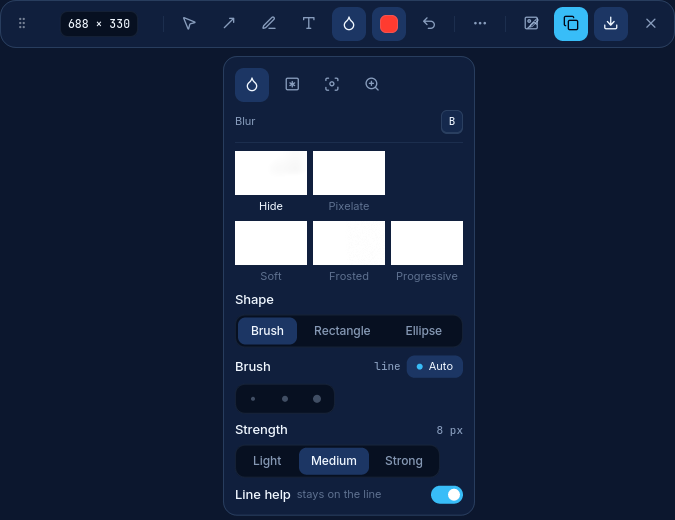 688 × 330
Blur
B
Hide Pixelate
Soft Frosted Progressive
Shape
Brush Rectangle Ellipse
Brush line Auto
Strength 8 px
Light Medium Strong
Line help stays on the line